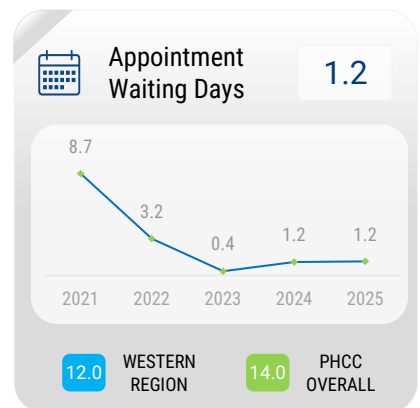 Appointment
Waiting Days
1.2
8.7
3.2
0.4
1.2
1.2
2021 2022 2023 2024 2025
12.0
WESTERN
REGION
14.0
PHCC
OVERALL